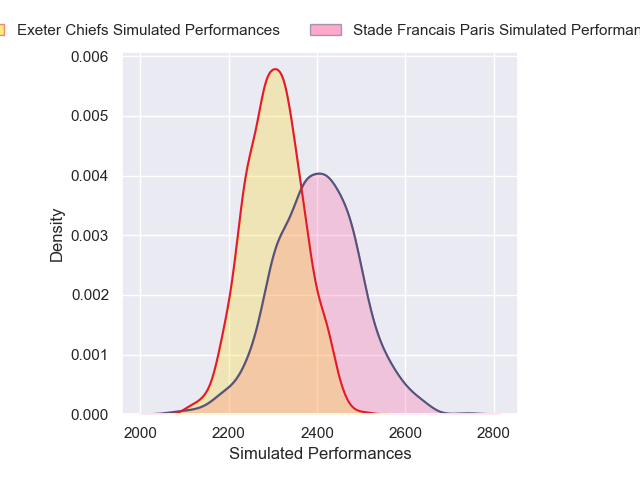 Exeter Chiefs Simulated Performances Stade Francais Paris Simulated
0.006
0.005
0.004
0.003
0.002
0.001
0.000
Density
2000 2200 2400 2600 2800
Simulated Performances